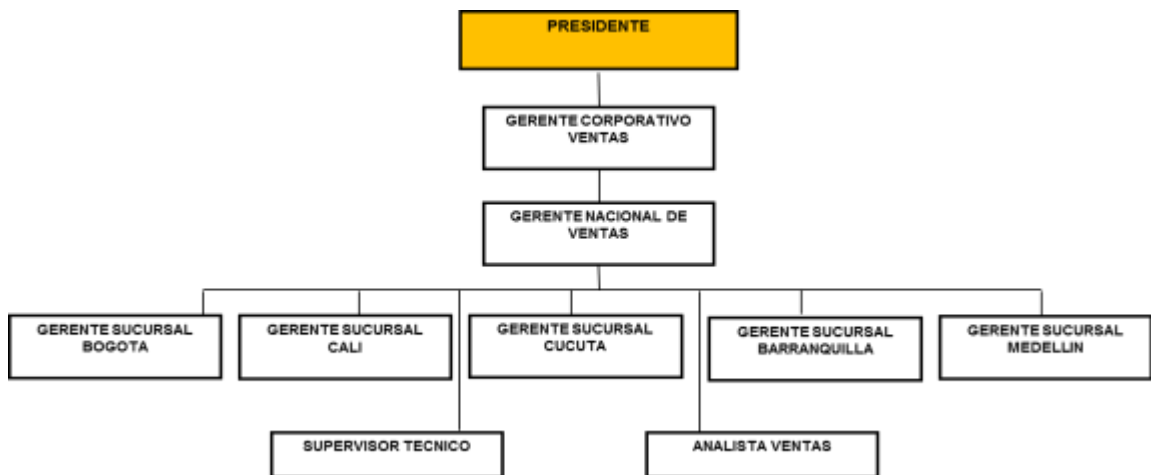 PRESIDENTE
GERENTE CORPORATIVO
VENTAS
GERENTE NACIONAL DE
VENTAS
GERENTE SUCURSAL
BOGOTA
GERENTE SUCURSAL
CALI
GERENTE SUCURSAL
CUCUTA
GERENTE SUCURSAL
BARRANQUILLA
GERENTE SUCURSAL
MEDELLIN
SUPERVISOR TECNICO
ANALISTA VENTAS